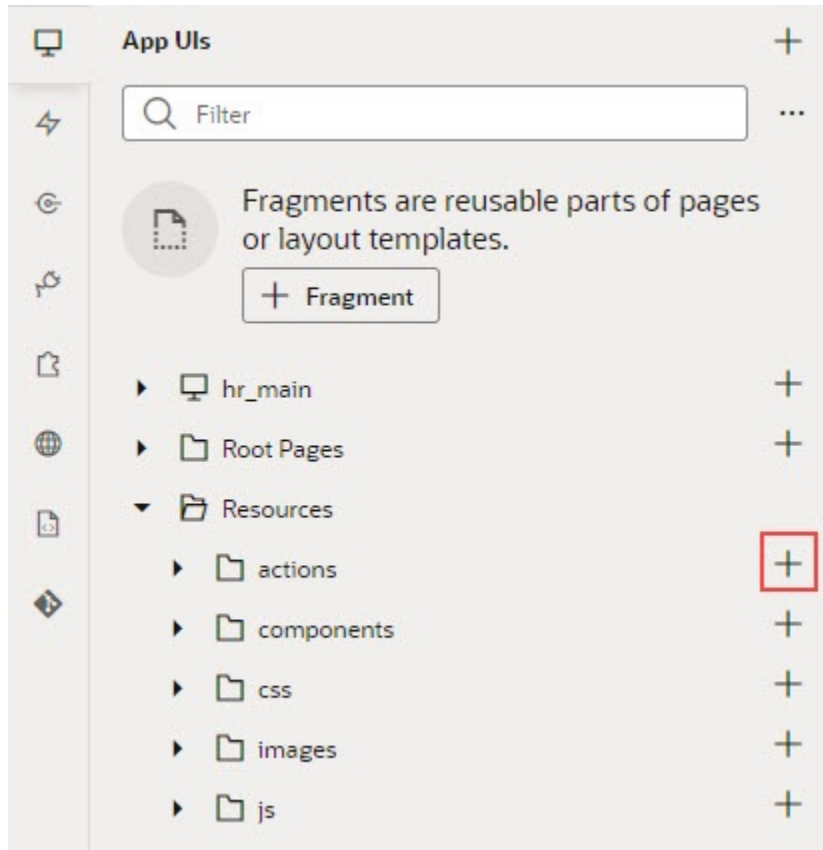 App UIs
Filter
Fragments are reusable parts of pages
or layout templates.
Fragment
hr_main
Root Pages
Resources
actions
components
css
images
js